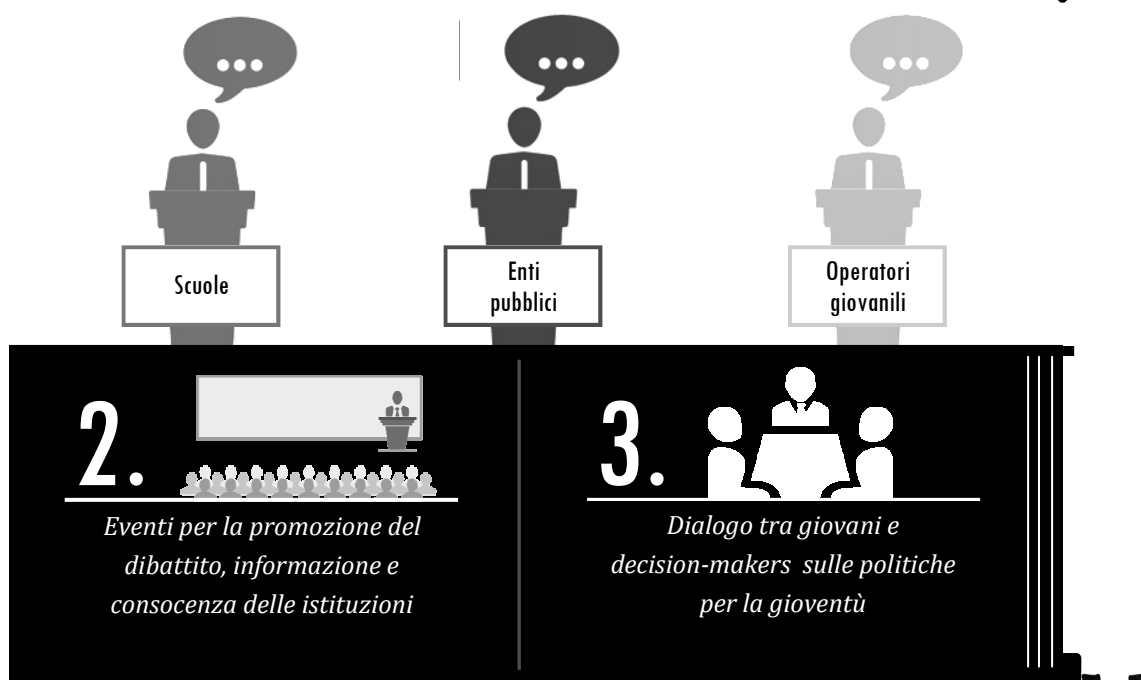 Scuole
Enti
pubblici
Operatori
giovanili
2.
Eventi per la promozione del
dibattito, informazione e
consocenza delle istituzioni
3.
Dialogo tra giovani e
decision-makers sulle politiche
per la gioventù